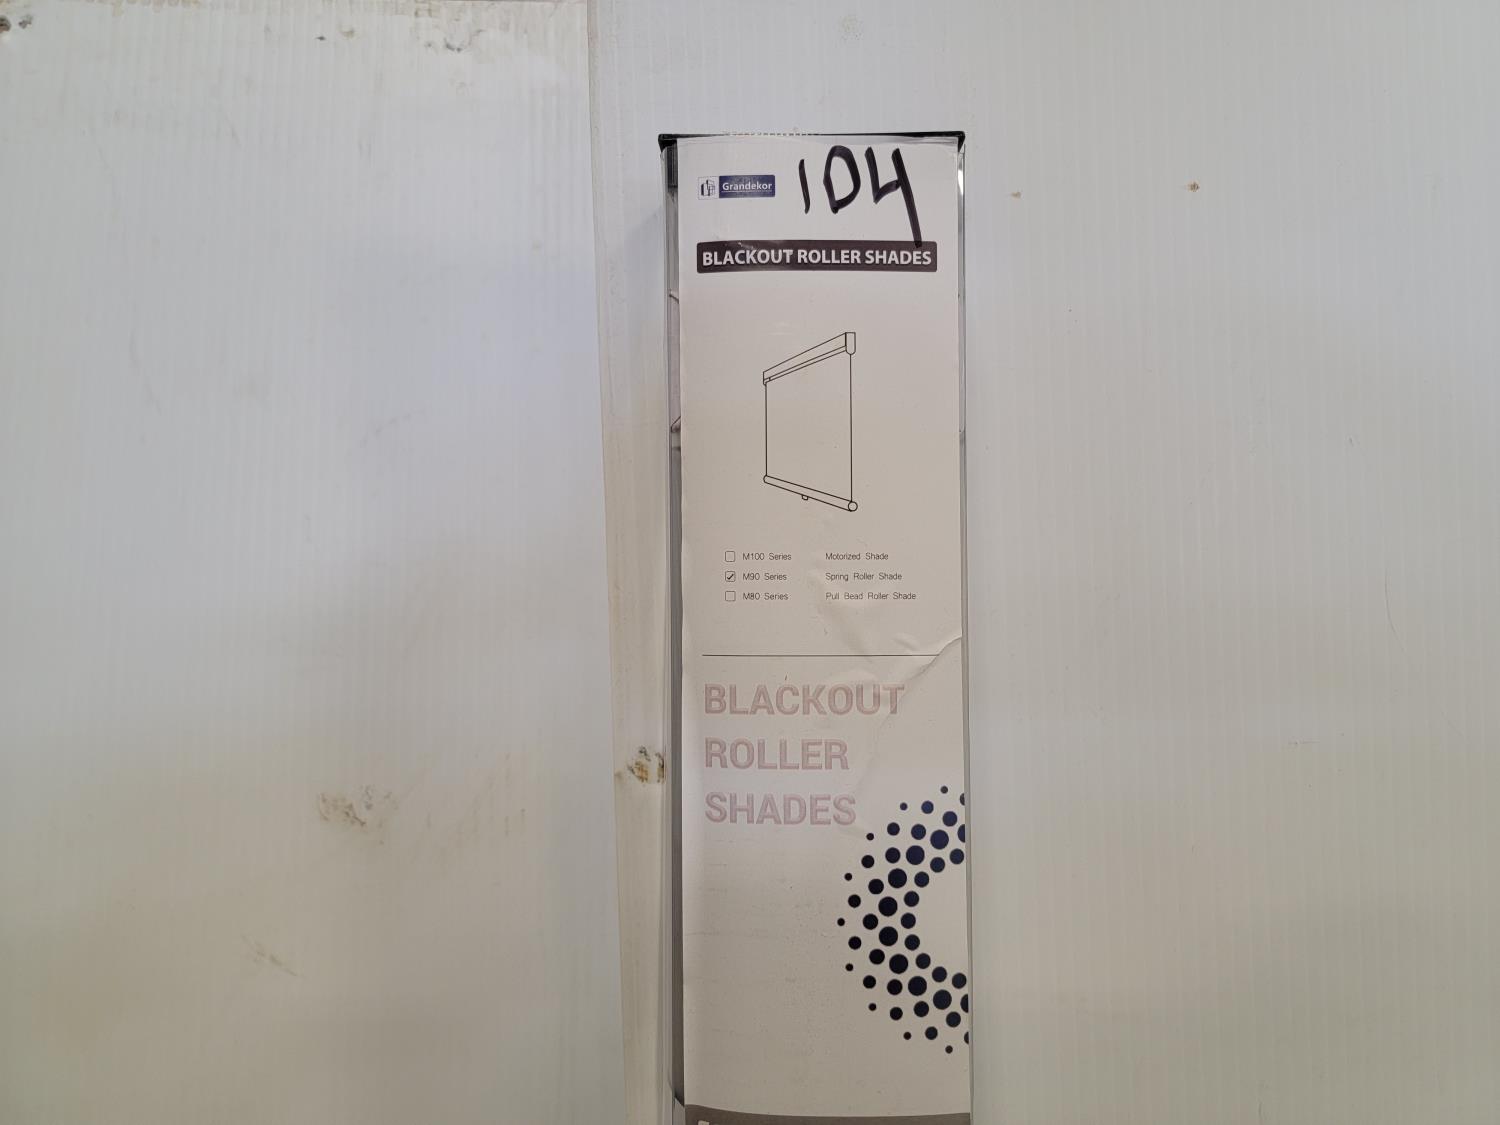 Grandekor
104
BLACKOUT ROLLER SHADES
M100 Series Motorized Shade
M90 Series Spring Roller Shade
M80 Series Pull Bead Roller Shade
BLACKOUT
ROLLER
SHADES